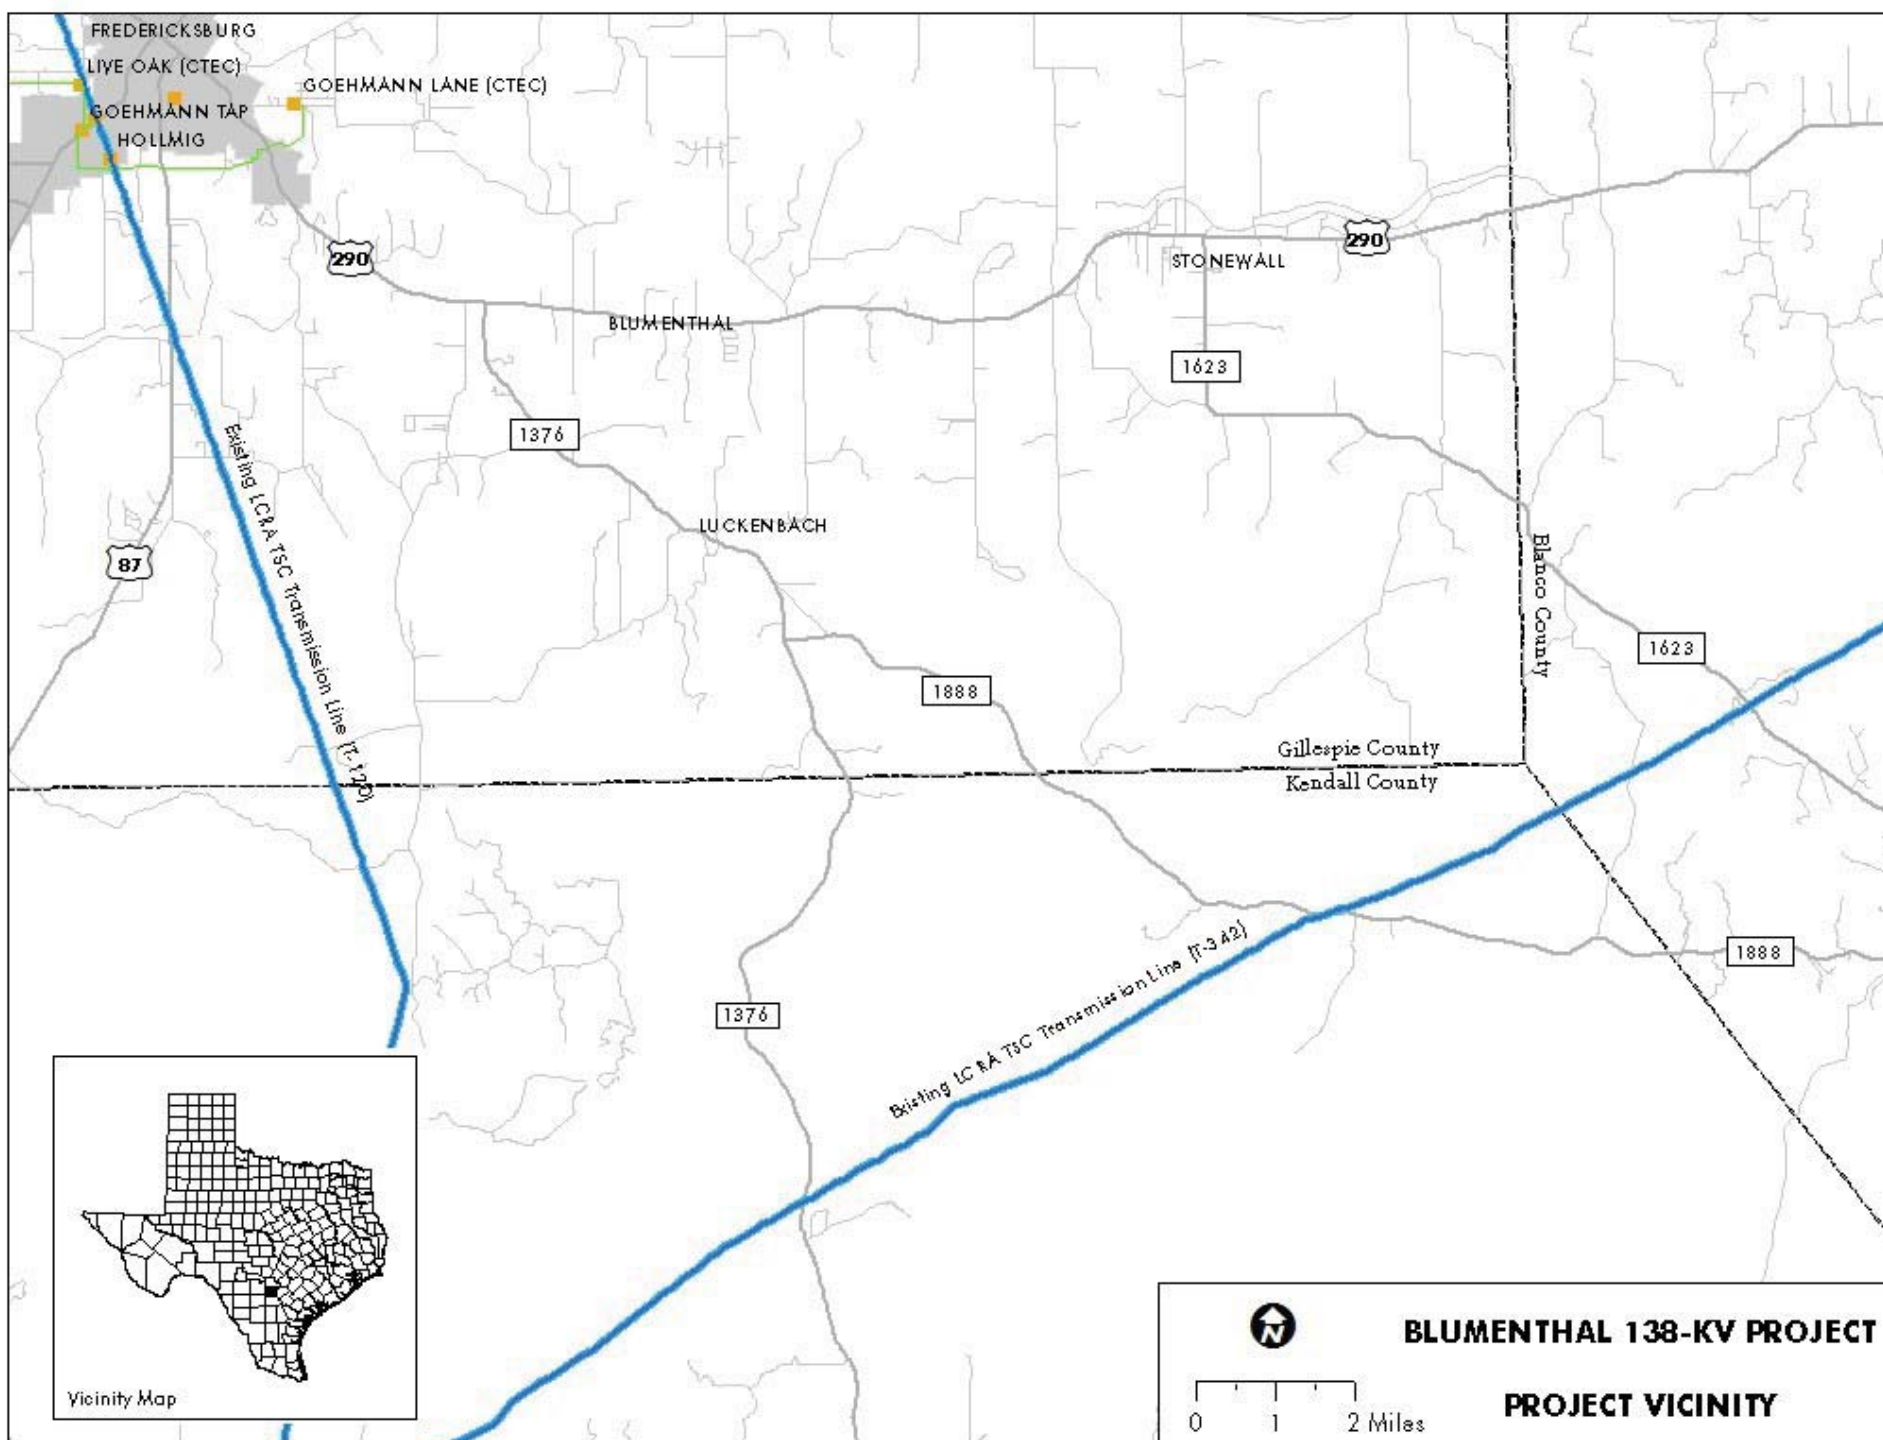 FREDERICKSBURG
LIVE OAK (CTEC)
GOEHMANN LANE (CTEC)
GOEHMANN TAP
HOLLMIG
290
290
STONEWALL
BLUMENTHAL
1623
1376
Existing LCRA TSC Transmission Line (T-120)
LUCKENBACH
87
Blanco County
1623
1888
Gillespie County
Kendall County
Existing LCRA TSC Transmission Line (T-342)
1888
1376
Vicinity Map
N
BLUMENTHAL 138-KV PROJECT
PROJECT VICINITY
0 1 2 Miles